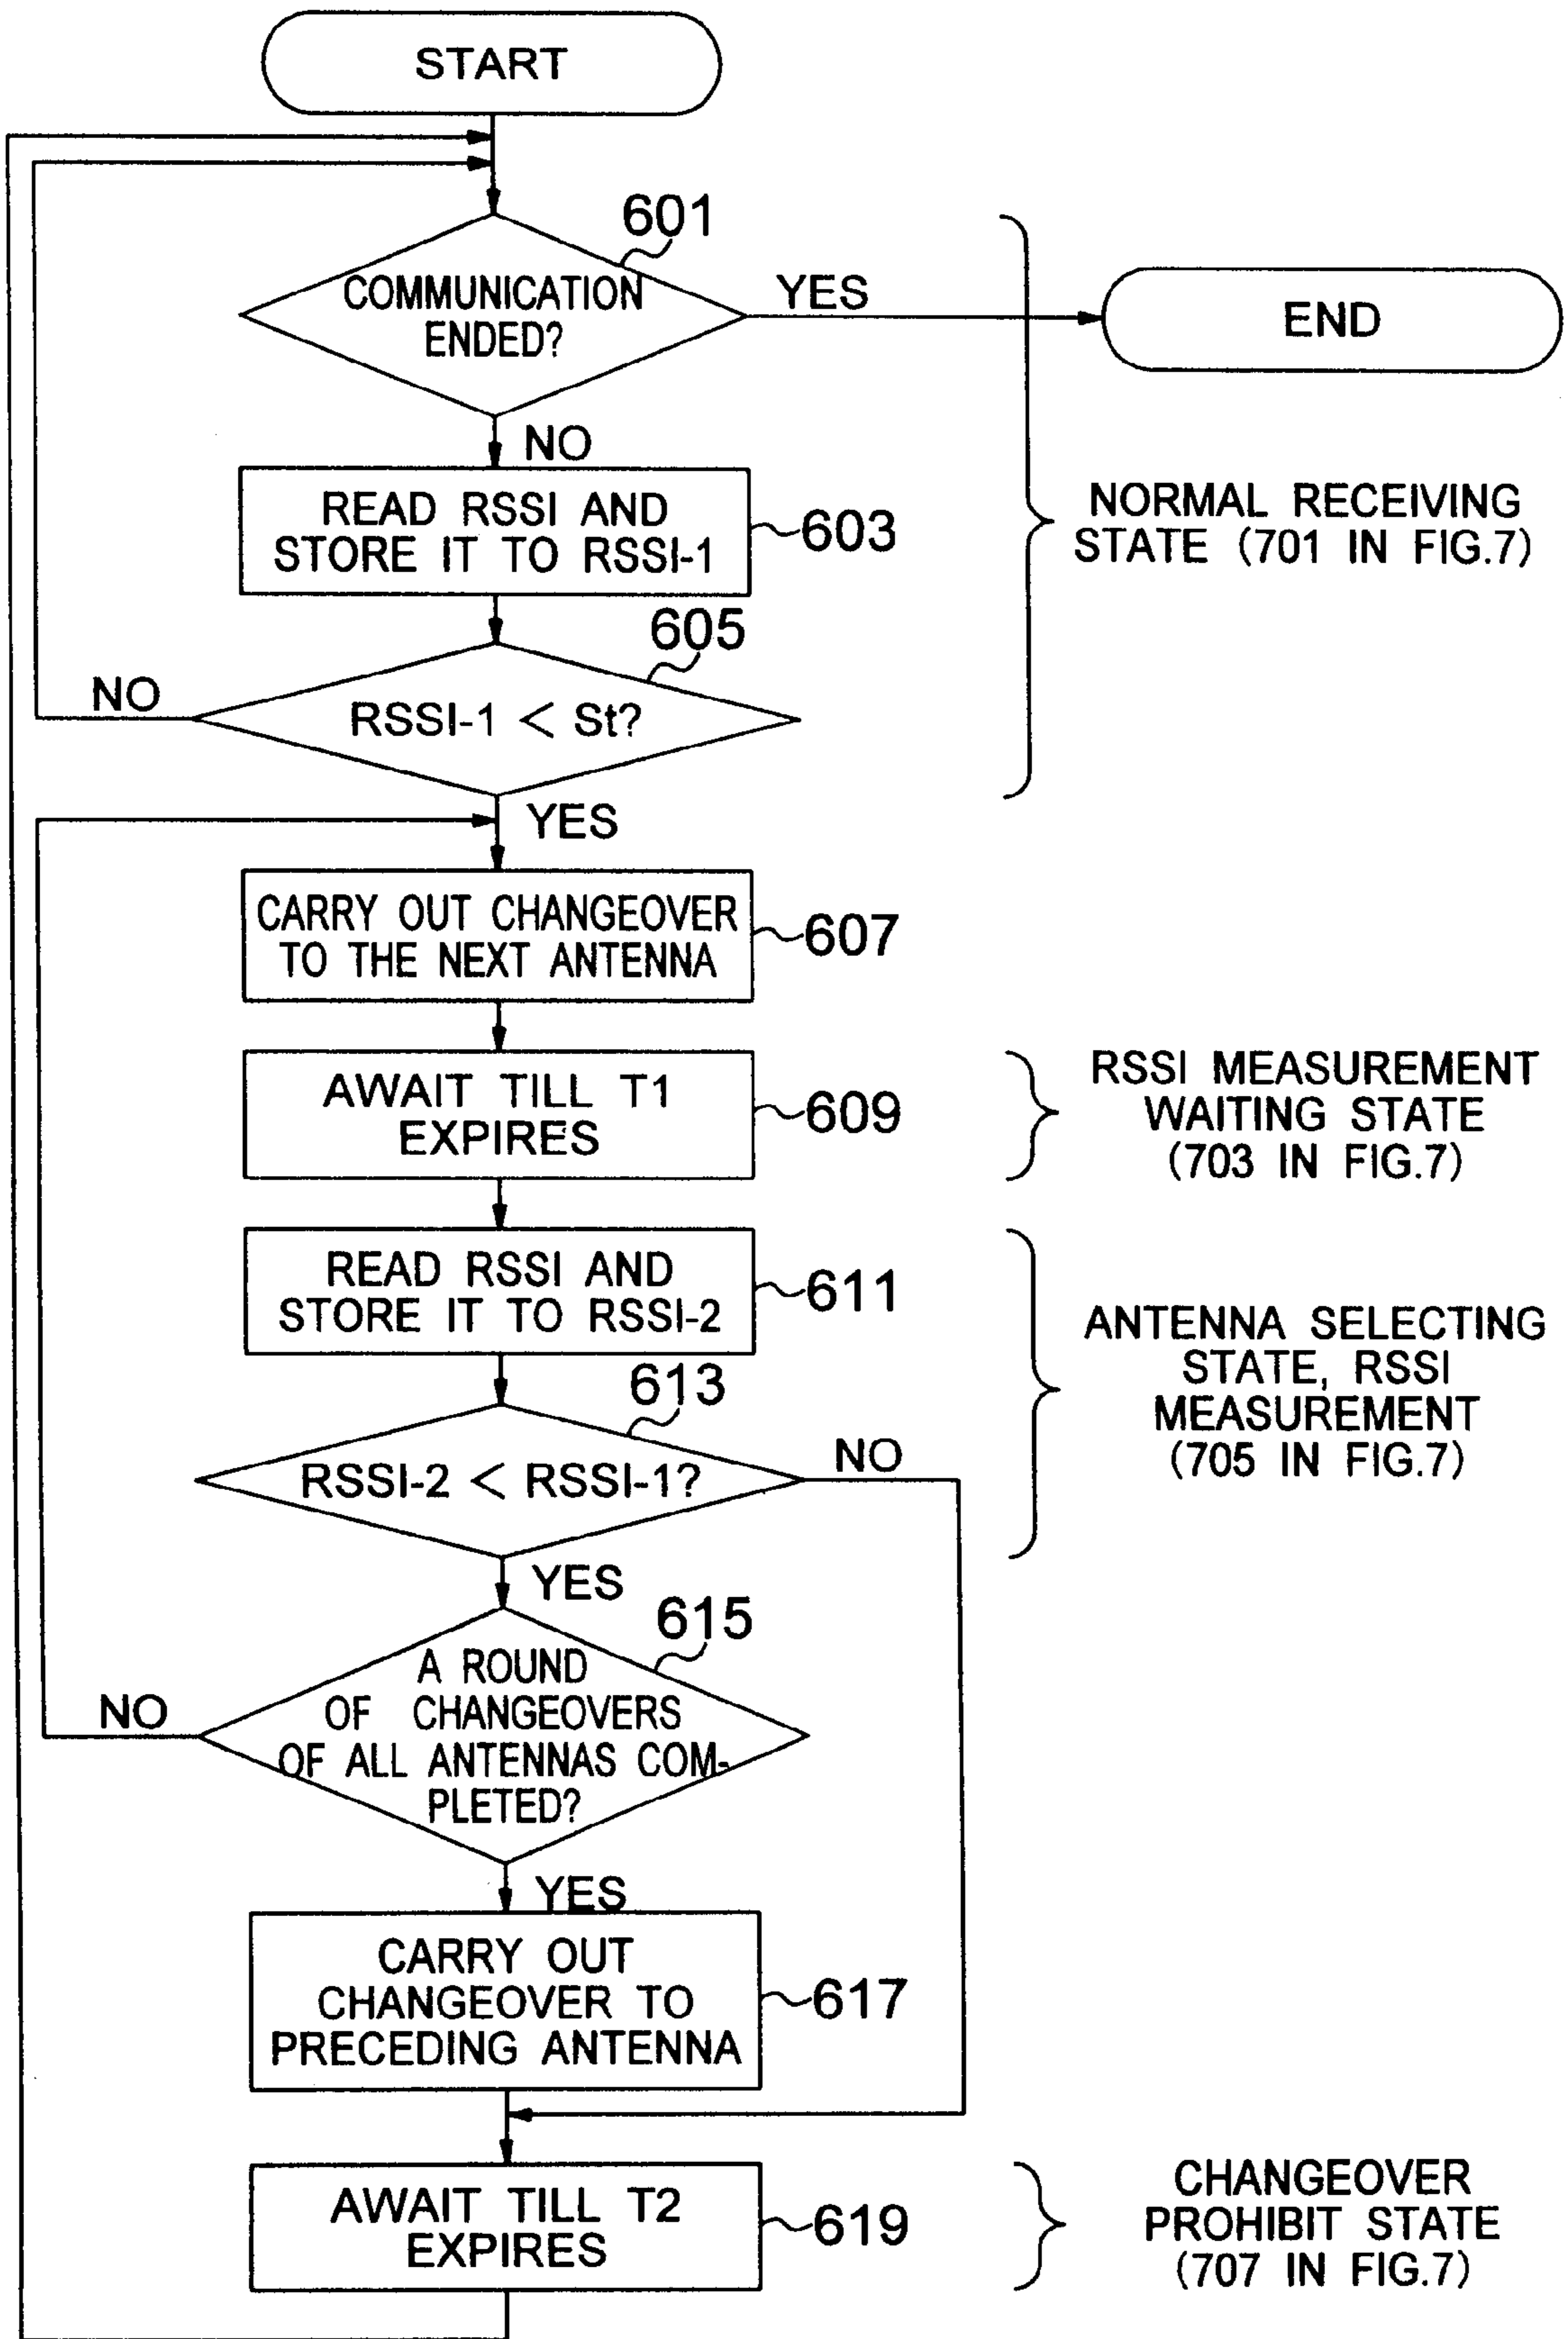 START
601
COMMUNICATION
ENDED?
YES
END
NO
READ RSSI AND
STORE IT TO RSSI-1
603
NORMAL RECEIVING
STATE (701 IN FIG.7)
605
NO
RSSI-1 < St?
YES
CARRY OUT CHANGEOVER
TO THE NEXT ANTENNA
607
AWAIT TILL T1
EXPIRES
609
RSSI MEASUREMENT
WAITING STATE
(703 IN FIG.7)
READ RSSI AND
STORE IT TO RSSI-2
611
ANTENNA SELECTING
STATE, RSSI
MEASUREMENT
(705 IN FIG.7)
613
RSSI-2 < RSSI-1?
NO
YES
615
A ROUND
OF CHANGEOVERS
OF ALL ANTENNAS COM-
PLETED?
NO
YES
CARRY OUT
CHANGEOVER TO
PRECEDING ANTENNA
617
AWAIT TILL T2
EXPIRES
619
CHANGEOVER
PROHIBIT STATE
(707 IN FIG.7)